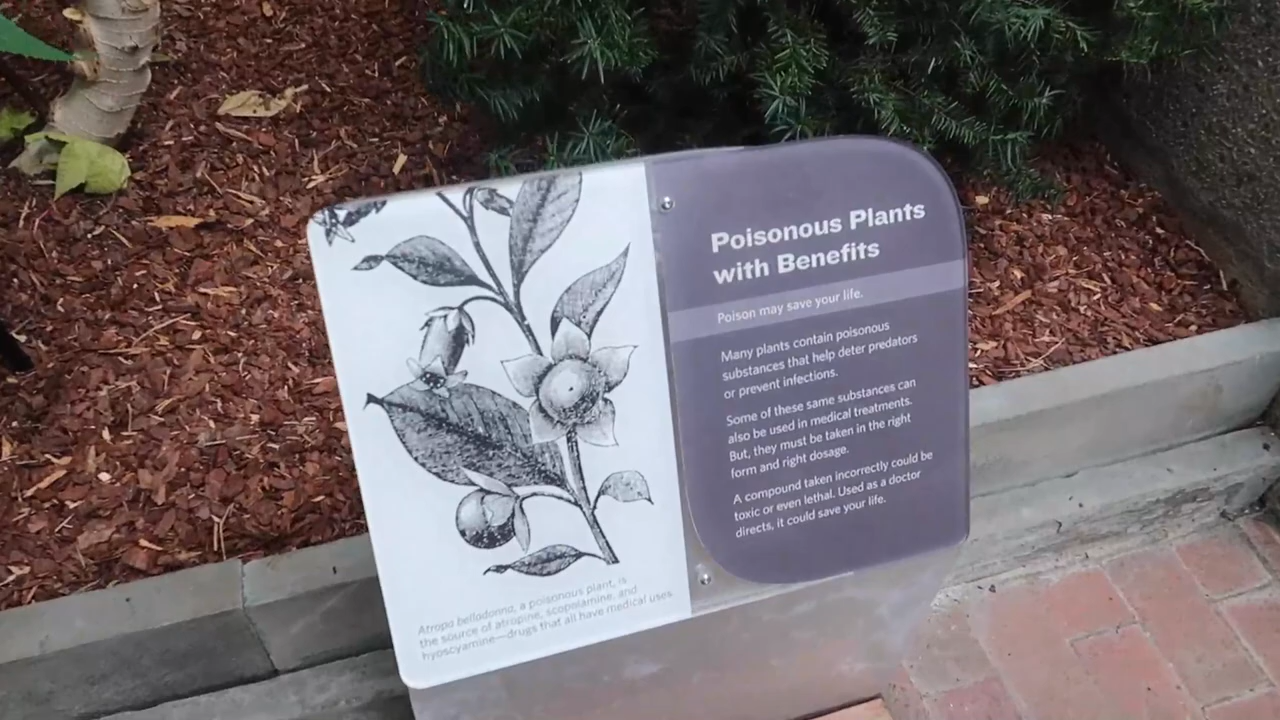 Poisonous Plants
with Benefits
Poison may save your life.
Many plants contain poisonous
substances that help deter predators
or prevent infections.
Some of these same substances can
also be used in medical treatments.
But, they must be taken in the right
form and right dosage.
A compound taken incorrectly could be
toxic or even lethal. Used as a doctor
directs, it could save your life.
Atropa belladonna, a poisonous plant, is
the source of atropine, scopolamine, and
hyoscyamine—drugs that all have medical uses.